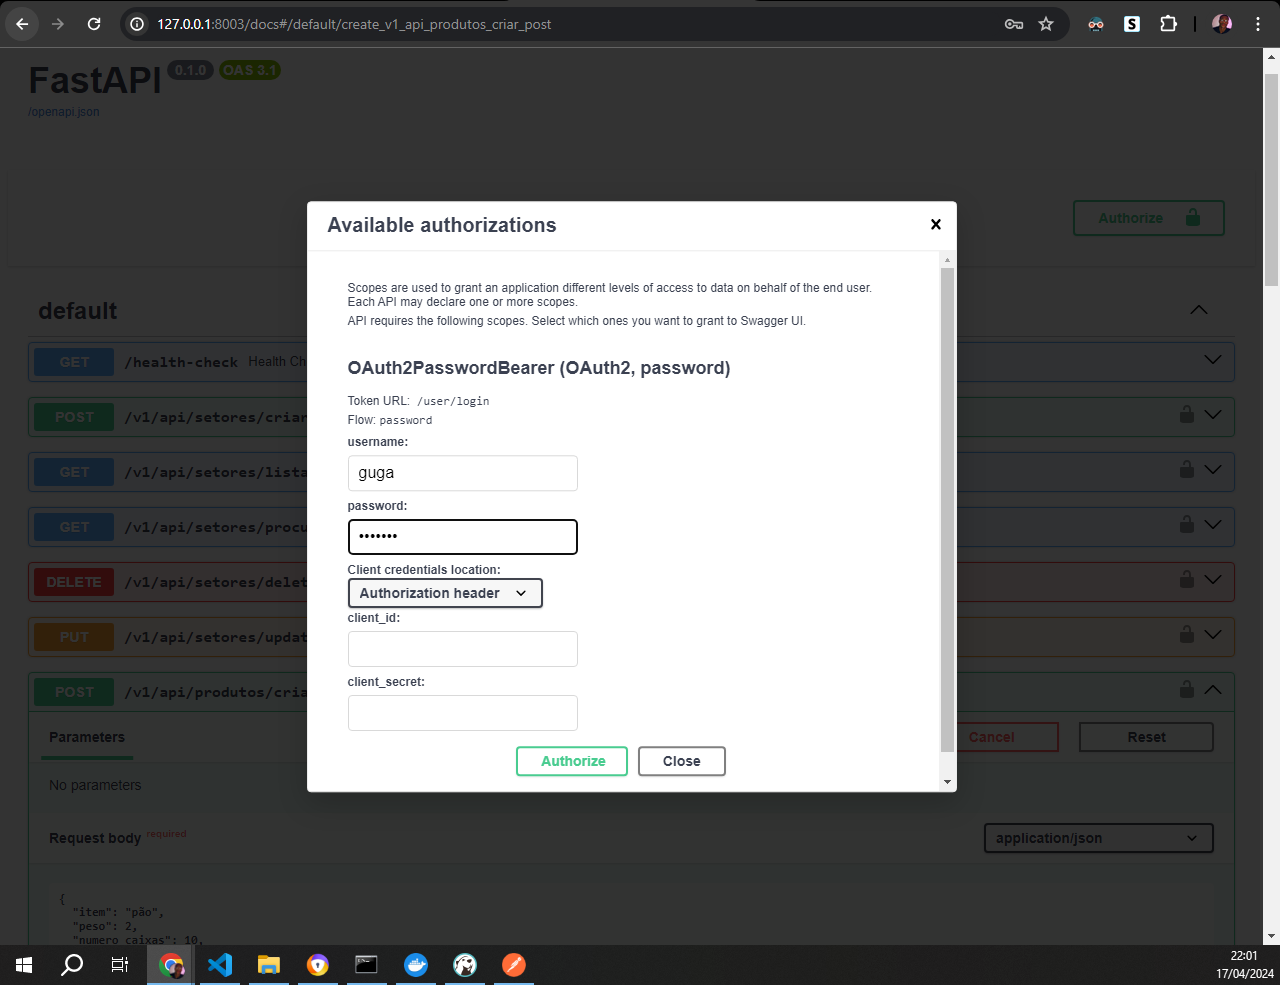 127.0.0.1:8003/docs#/default/create_v1_api_produtos_criar_post
FastAPI 0.1.0 OAS 3.1
/openapi.json
Authorize
Available authorizations
Scopes are used to grant an application different levels of access to data on behalf of the end user.
Each API may declare one or more scopes.
API requires the following scopes. Select which ones you want to grant to Swagger UI.
OAuth2PasswordBearer (OAuth2, password)
Token URL: /user/login
Flow: password
username:
guga
password:
•••••••
Client credentials location:
Authorization header
client_id:
client_secret:
Authorize Close
default
GET /health-check Health Ch
POST /v1/api/setores/criar
GET /v1/api/setores/lista
GET /v1/api/setores/procu
DELETE /v1/api/setores/delet
PUT /v1/api/setores/updat
POST /v1/api/produtos/cria
Parameters Cancel Reset
No parameters
Request body required application/json
{
"item": "pão",
"peso": 2,
"numero_caixas": 10,
22:01
17/04/2024